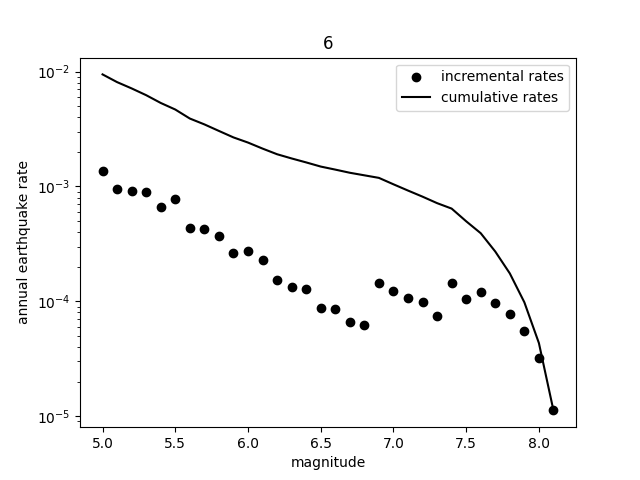 6
incremental rates
cumulative rates
annual earthquake rate
10⁻²
10⁻³
10⁻⁴
10⁻⁵
5.0 5.5 6.0 6.5 7.0 7.5 8.0
magnitude